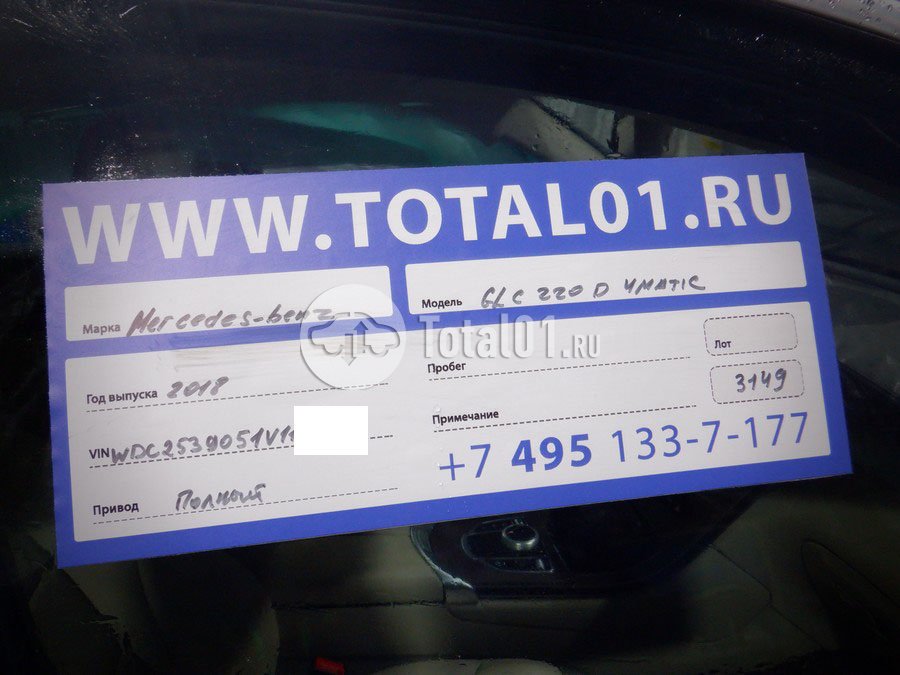 WWW.TOTAL01.RU
Марка Mercedes-benz
Модель GLC 220D 4MATIC
Total01.RU
Год выпуска 2018
Пробег
Лот
3149
VIN WDC2539051V1
Примечание
+7 495 133-7-177
Привод Полный